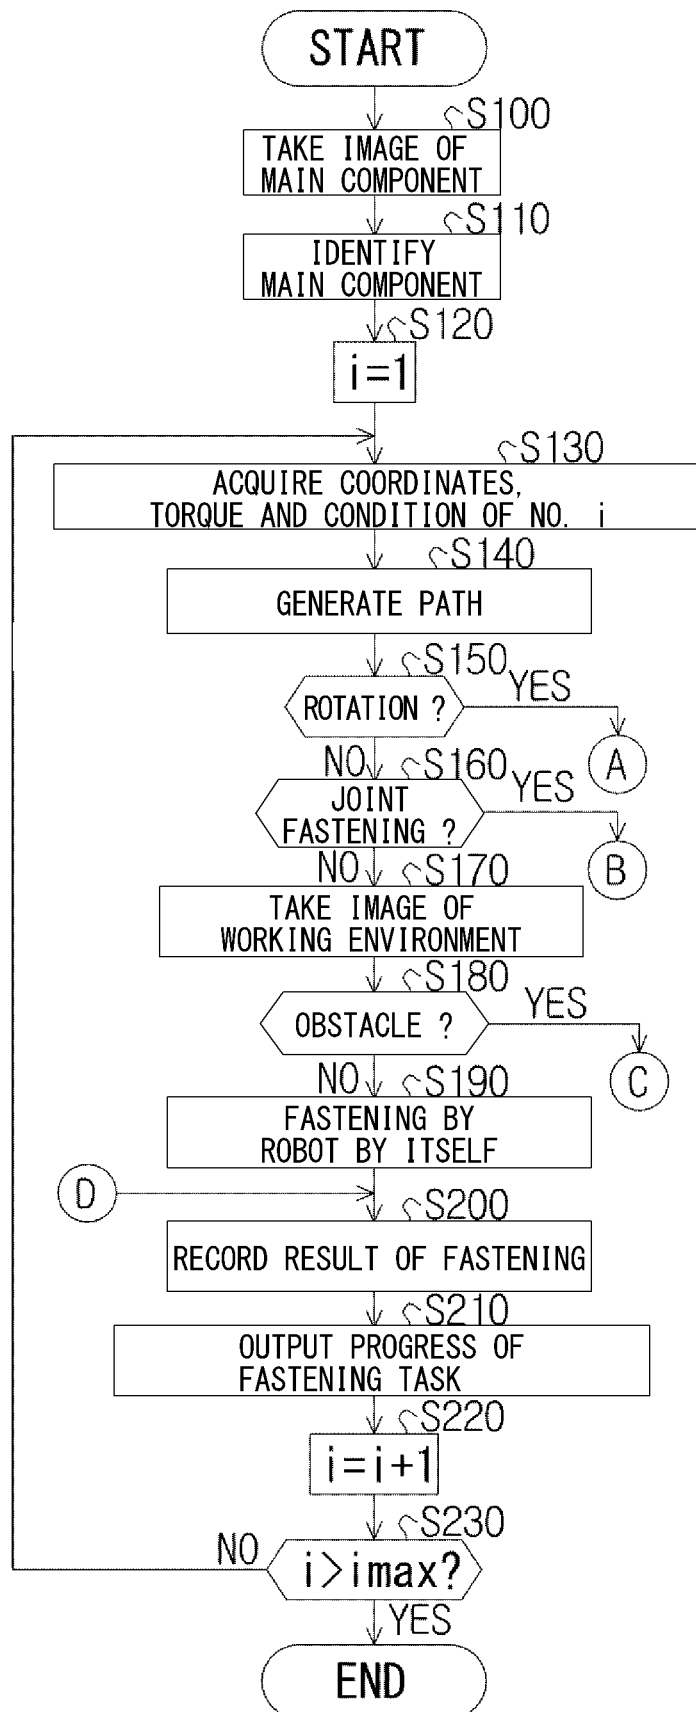 START
S100
TAKE IMAGE OF
MAIN COMPONENT
S110
IDENTIFY
MAIN COMPONENT
S120
i=1
S130
ACQUIRE COORDINATES,
TORQUE AND CONDITION OF NO. i
S140
GENERATE PATH
S150
ROTATION ?
YES
A
NO
S160
JOINT
FASTENING ?
YES
B
NO
S170
TAKE IMAGE OF
WORKING ENVIRONMENT
S180
OBSTACLE ?
YES
C
NO
S190
FASTENING BY
ROBOT BY ITSELF
D
S200
RECORD RESULT OF FASTENING
S210
OUTPUT PROGRESS OF
FASTENING TASK
S220
i=i+1
S230
NO
i>imax?
YES
END